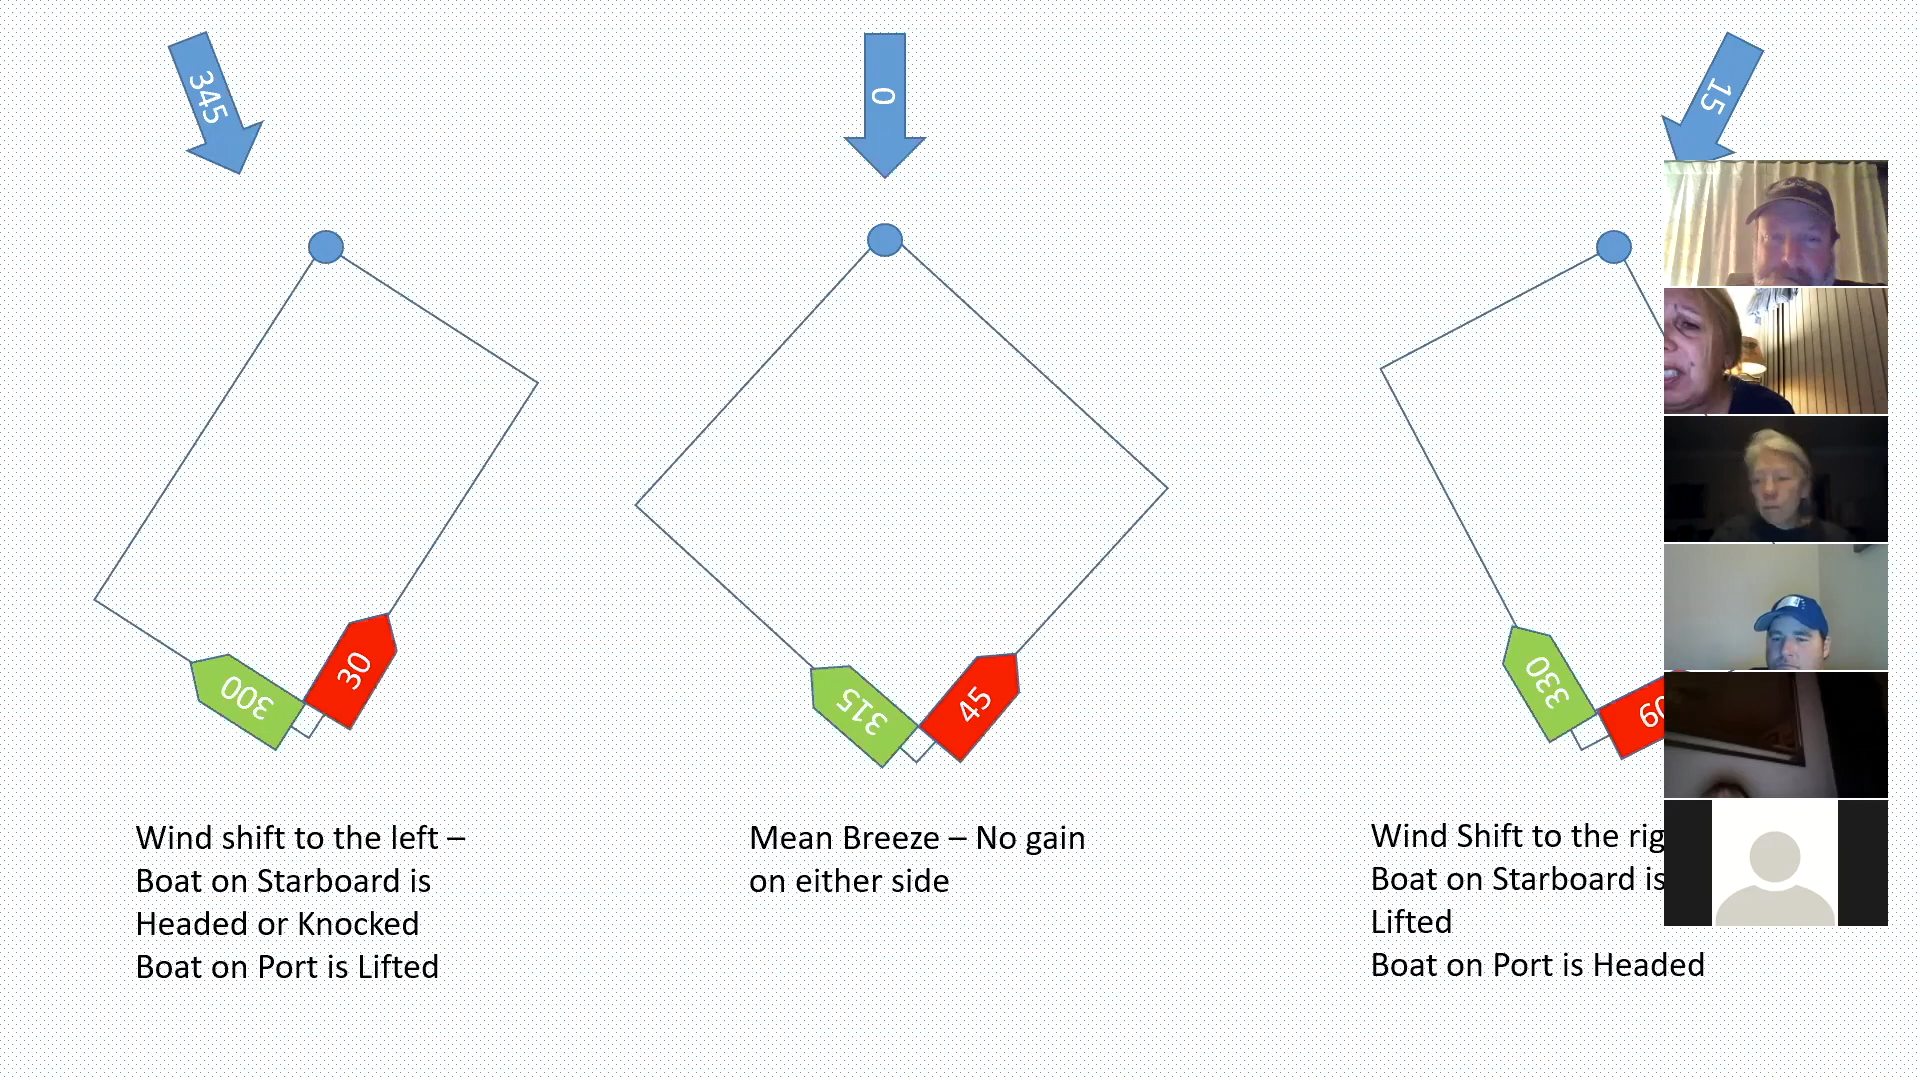 345
0
15
300
30
315
45
330
60
Wind shift to the left –
Boat on Starboard is
Headed or Knocked
Boat on Port is Lifted
Mean Breeze – No gain
on either side
Wind Shift to the rig
Boat on Starboard is
Lifted
Boat on Port is Headed